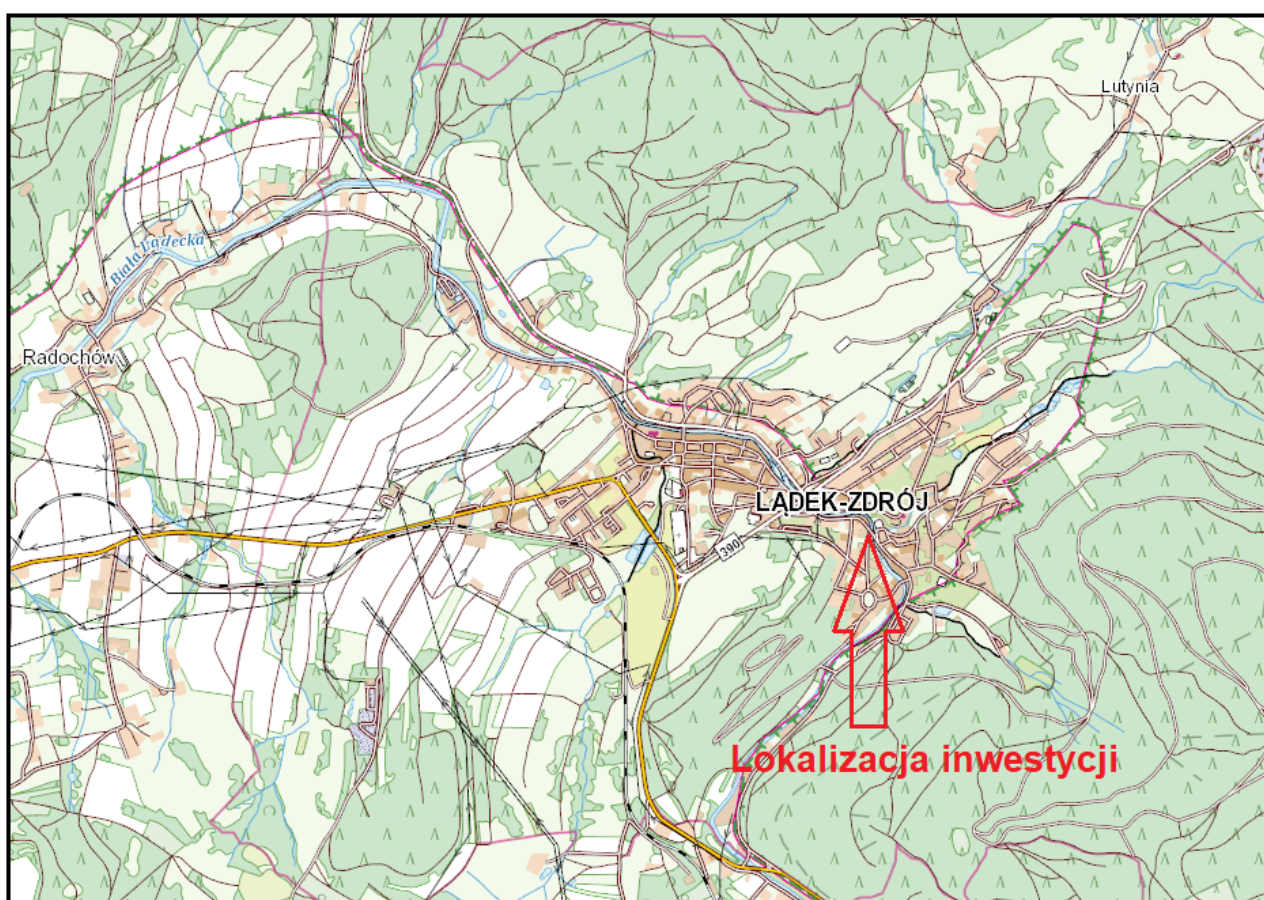 Lutynia
Biała Lądecka
Radochów
LĄDEK-ZDRÓJ
390
Lokalizacja inwestycji